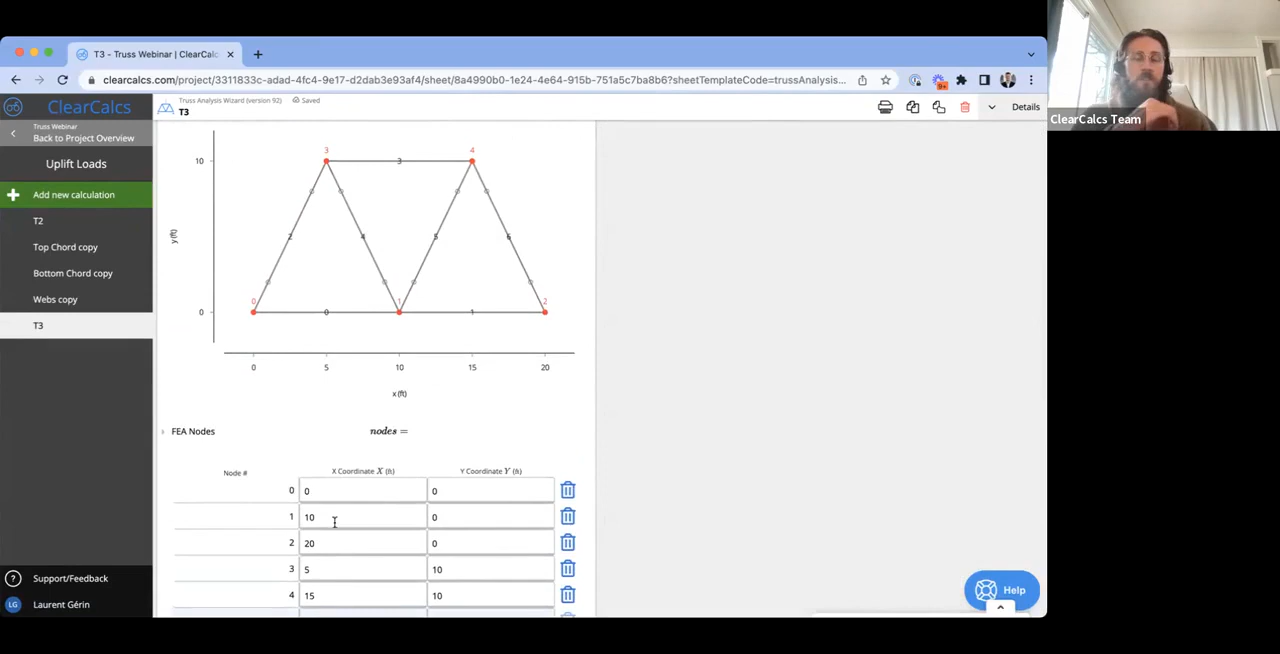 T3 - Truss Webinar | ClearCalc
clearcalcs.com/project/3311833c-adad-4fc4-9e17-d2dab3e93af4/sheet/8a4990b0-1e24-4e64-915b-751a5c7ba8b6?sheetTemplateCode=trussAnalysis...
9+
ClearCalcs
Truss Analysis Wizard (version 92)
Saved
T3
Details
ClearCalcs Team
Truss Webinar
Back to Project Overview
Uplift Loads
Add new calculation
T2
Top Chord copy
Bottom Chord copy
Webs copy
T3
3
4
10
3
y (ft)
2
4
5
6
0
1
2
0
0
1
0
5
10
15
20
x (ft)
FEA Nodes
nodes =
Node #
X Coordinate X (ft)
Y Coordinate Y (ft)
0
0
0
1
10
0
2
20
0
3
5
10
4
15
10
? Support/Feedback
LG Laurent Gérin
Help